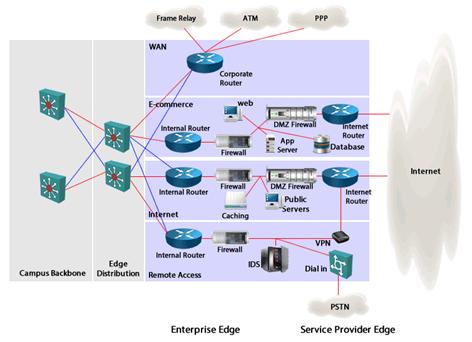 Frame Relay
ATM
PPP
WAN
Corporate
Router
E-commerce
web
Internal Router
Firewall
DMZ Firewall
App
Server
Database
Internet
Router
Internet
Internal
Router
Firewall
DMZ Firewall
Internet
Router
Caching
Public
Servers
Internet
Internal
Router
Firewall
VPN
Remote Access
IDS
Dial in
Campus Backbone
Edge
Distribution
PSTN
Enterprise Edge
Service Provider Edge